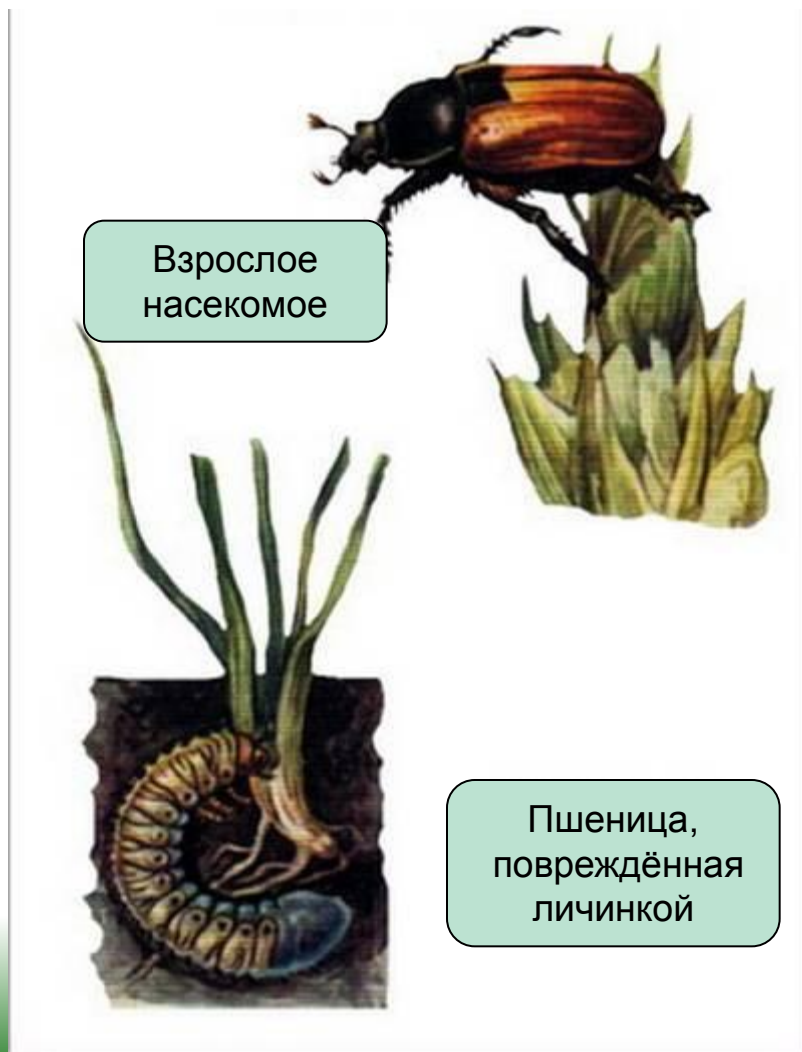 Взрослое
насекомое
Пшеница,
повреждённая
личинкой